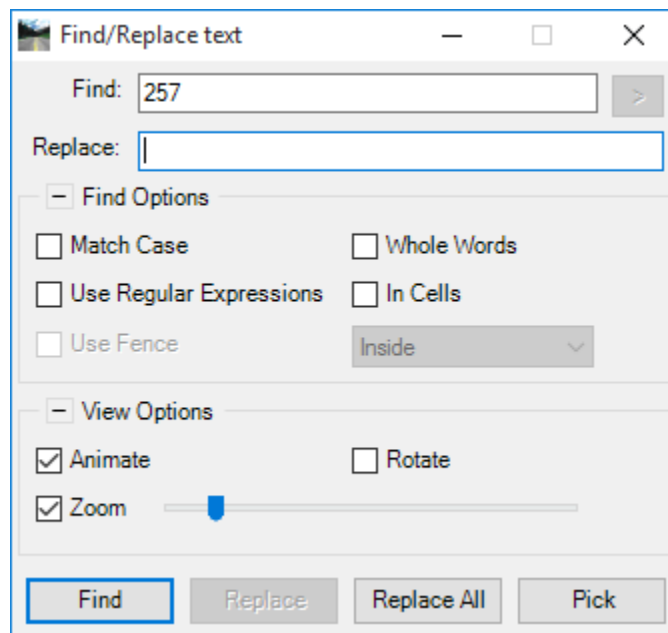 Find/Replace text
Find: 257 >
Replace:
Find Options
Match Case Whole Words
Use Regular Expressions In Cells
Use Fence Inside
View Options
Animate Rotate
Zoom
Find Replace Replace All Pick